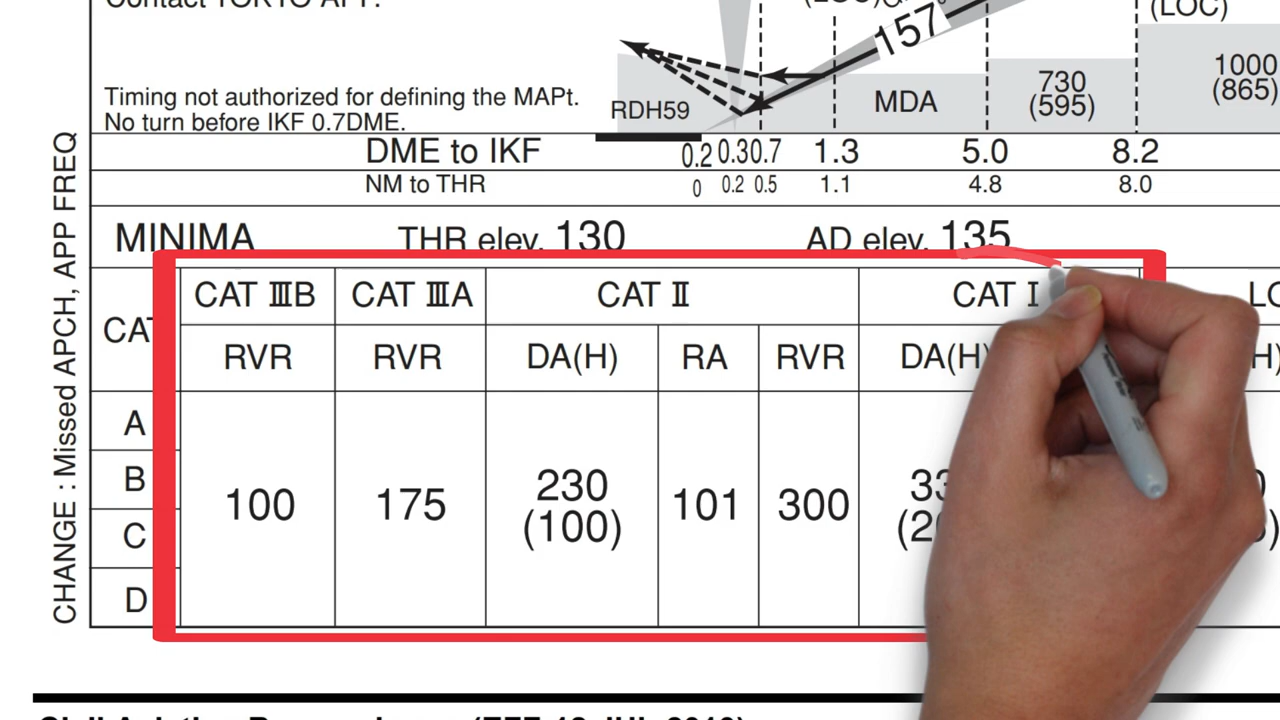 (LOC)
157
1000
(865)
730
(595)
MDA
RDH59
Timing not authorized for defining the MAPt.
No turn before IKF 0.7DME.
DME to IKF 0.2 0.3 0.7 1.3 5.0 8.2
NM to THR 0 0.2 0.5 1.1 4.8 8.0
CHANGE : Missed APCH, APP FREQ
MINIMA THR elev. 130 AD elev. 135
CAT ⅢB CAT ⅢA CAT Ⅱ CAT I
RVR RVR DA(H) RA RVR DA(H)
A
B
C
D
100 175 230 101 300
(100)